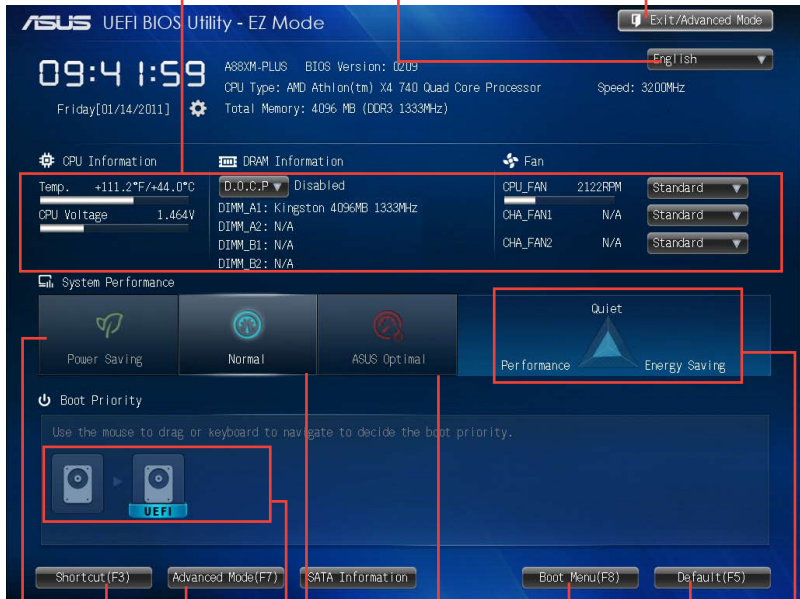 ASUS UEFI BIOS Utility - EZ Mode
Exit/Advanced Mode
English
09:41:59
Friday[01/14/2011]
A88XM-PLUS BIOS Version: 0209
CPU Type: AMD Athlon(tm) X4 740 Quad Core Processor Speed: 3200MHz
Total Memory: 4096 MB (DDR3 1333MHz)
CPU Information
Temp. +111.2°F/+44.0°C
CPU Voltage 1.464V
DRAM Information
D.O.C.P Disabled
DIMM_A1: Kingston 4096MB 1333MHz
DIMM_A2: N/A
DIMM_B1: N/A
DIMM_B2: N/A
Fan
CPU_FAN 2122RPM Standard
CHA_FAN1 N/A Standard
CHA_FAN2 N/A Standard
System Performance
Power Saving
Normal
ASUS Optimal
Quiet
Performance
Energy Saving
Boot Priority
Use the mouse to drag or keyboard to navigate to decide the boot priority.
UEFI
Shortcut(F3)
Advanced Mode(F7)
SATA Information
Boot Menu(F8)
Default(F5)